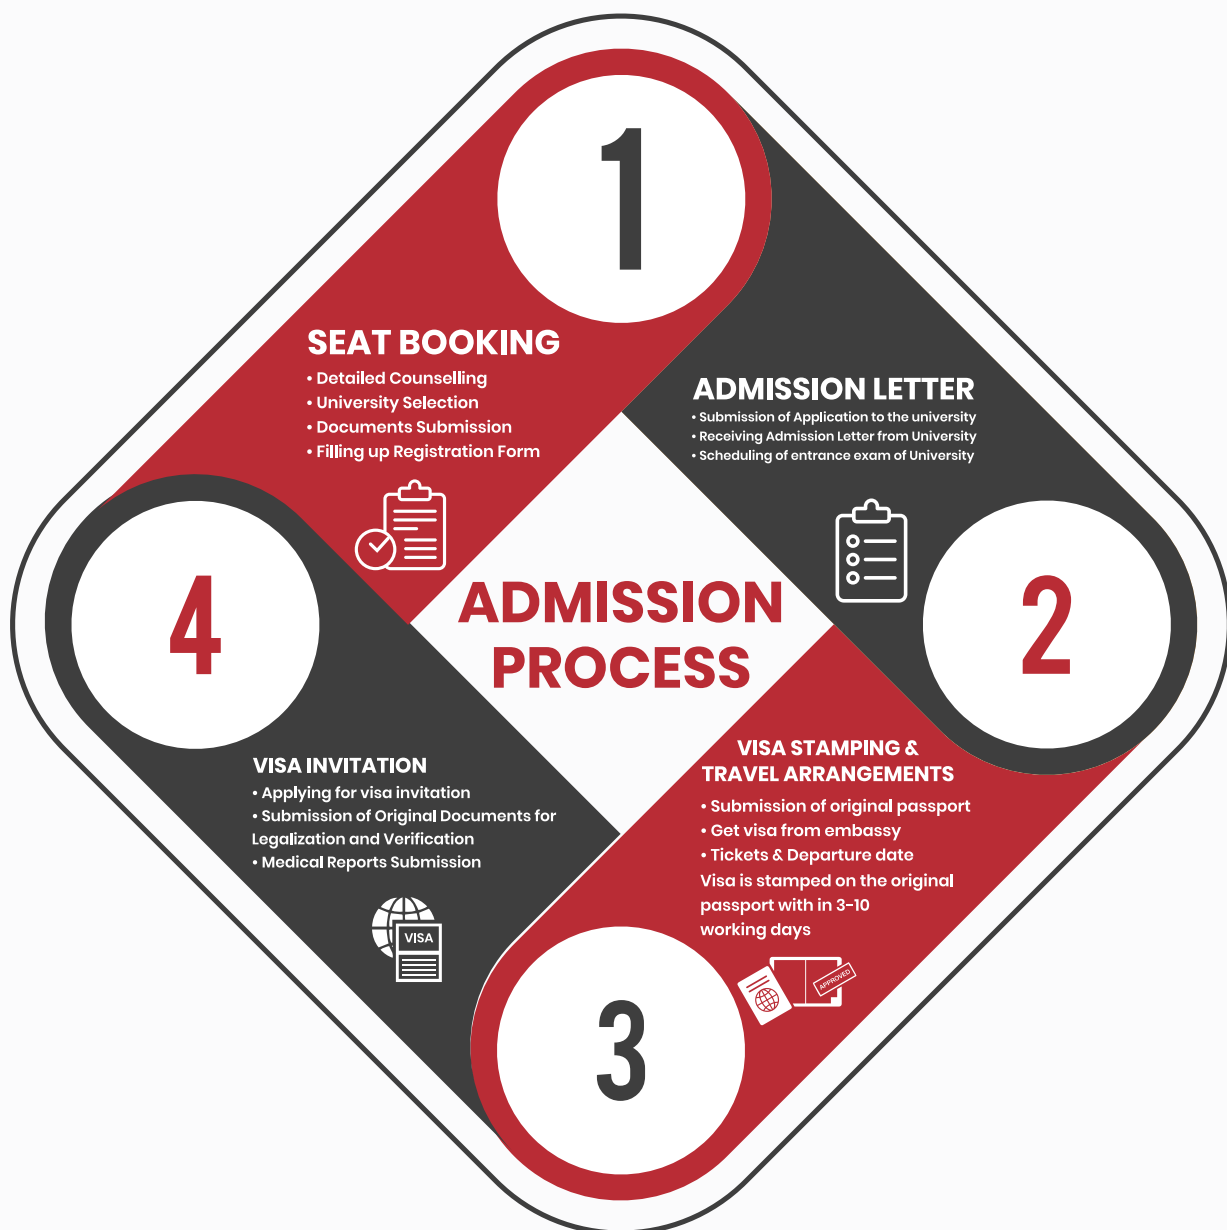 1
SEAT BOOKING
• Detailed Counselling
• University Selection
• Documents Submission
• Filling up Registration Form
ADMISSION LETTER
• Submission of Application to the university
• Receiving Admission Letter from University
• Scheduling of entrance exam of University
2
ADMISSION
PROCESS
4
VISA INVITATION
• Applying for visa invitation
• Submission of Original Documents for
Legalization and Verification
• Medical Reports Submission
VISA
VISA STAMPING &
TRAVEL ARRANGEMENTS
• Submission of original passport
• Get visa from embassy
• Tickets & Departure date
Visa is stamped on the original
passport with in 3-10
working days
APPROVED
3